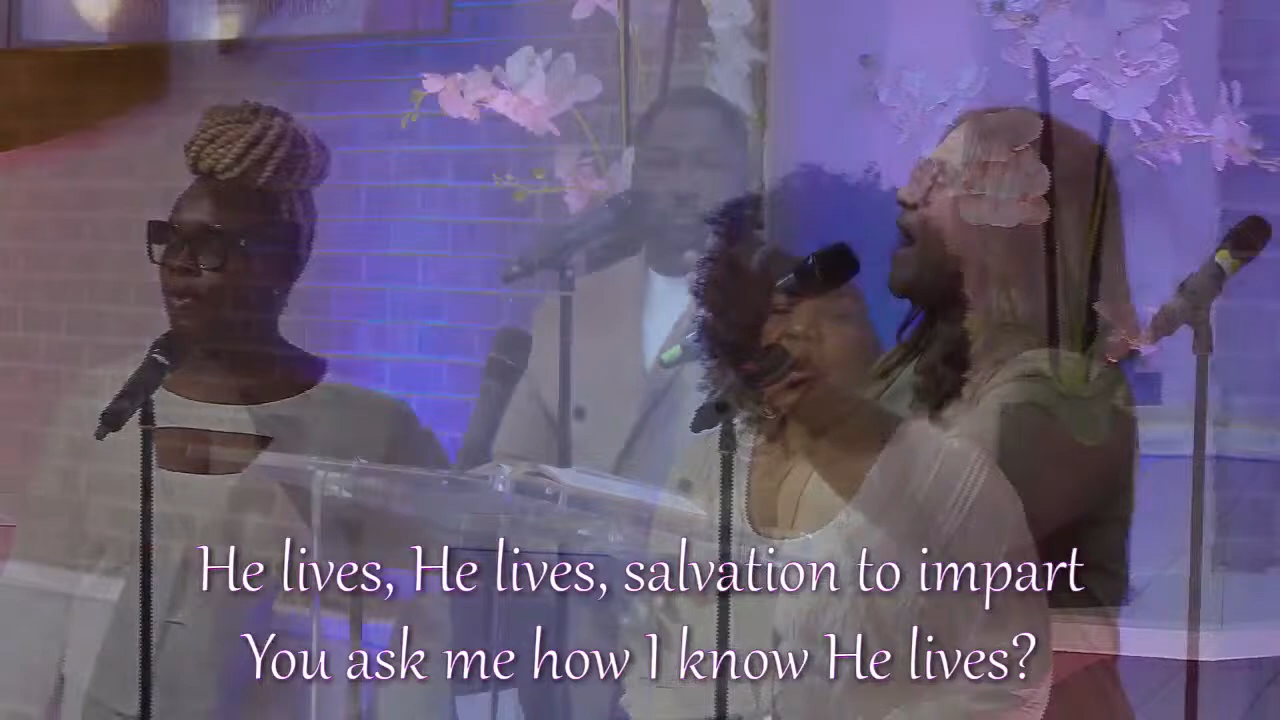 He lives, He lives, salvation to impart
You ask me how I know He lives?